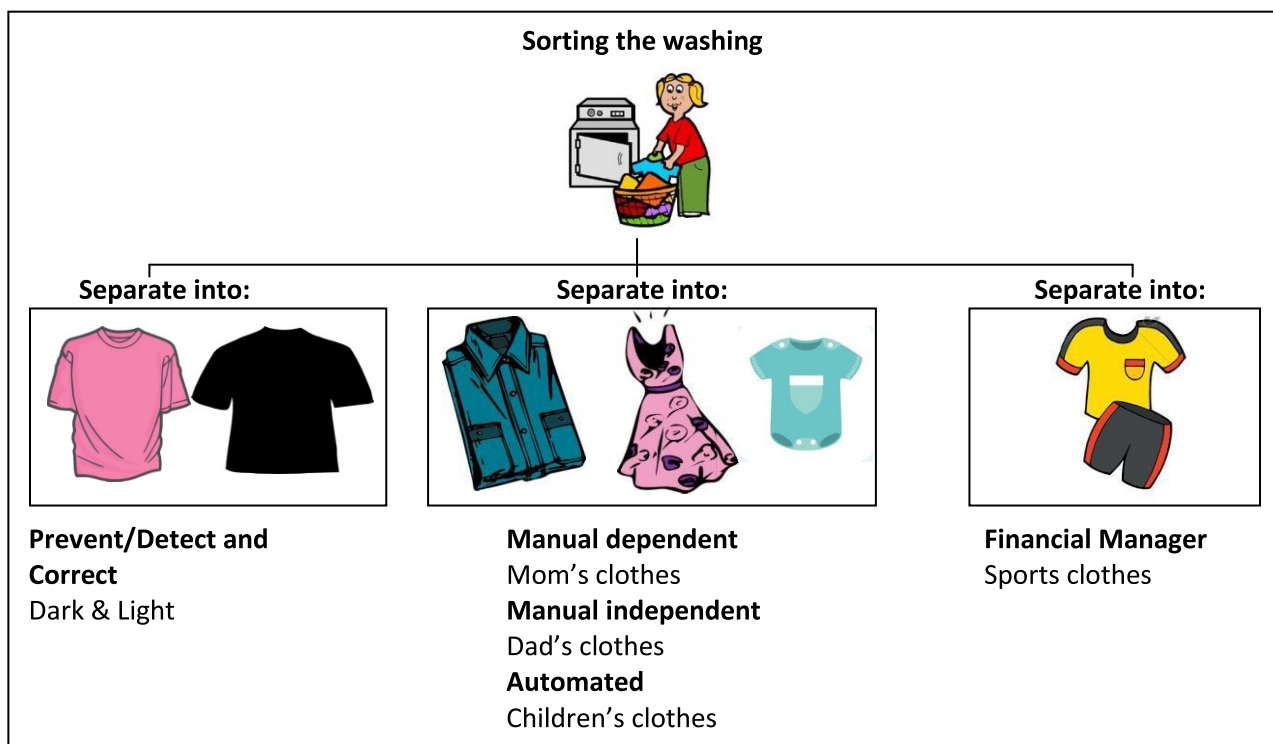 Sorting the washing
Separate into:
Separate into:
Separate into:
Prevent/Detect and
Correct
Dark & Light
Manual dependent
Mom’s clothes
Manual independent
Dad’s clothes
Automated
Children’s clothes
Financial Manager
Sports clothes